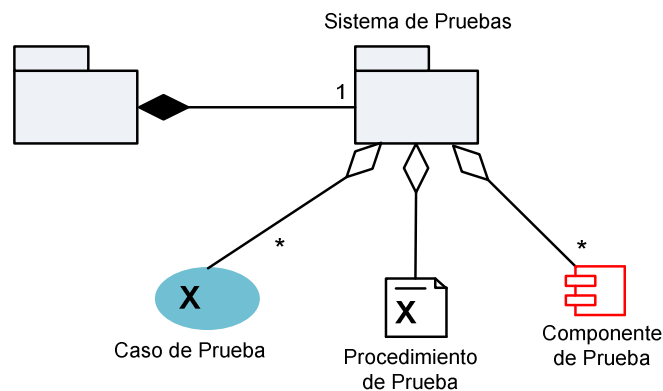 Sistema de Pruebas
1
*
*
X
X
Caso de Prueba
Procedimiento
de Prueba
Componente
de Prueba